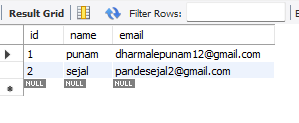 Result Grid Filter Rows:
id name email
1 punam dharmalepunam12@gmail.com
2 sejal pandesejal2@gmail.com
NULL NULL NULL